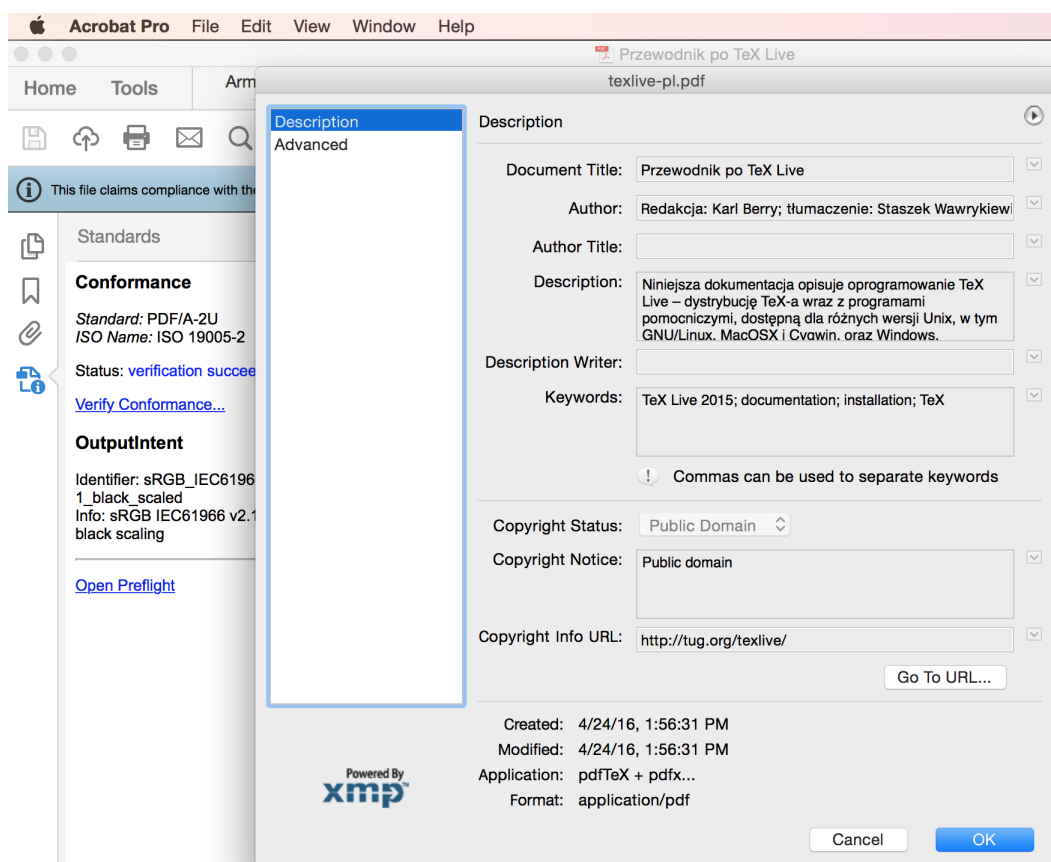 Acrobat Pro File Edit View Window Help
Przewodnik po TeX Live
Home Tools
texlive-pl.pdf
This file claims compliance with
Standards
Conformance
Standard: PDF/A-2U
ISO Name: ISO 19005-2
Status: verification
Verify Conformance...
OutputIntent
Identifier: sRGB_IEC6196
1_black_scaled
Info: sRGB IEC61966 v2.1
black scaling
Open Preflight
Description
Advanced
Description
Document Title: Przewodnik po TeX Live
Author: Redakcja: Karl Berry; tłumaczenie: Staszek Wawrykiewi
Author Title:
Description: Niniejsza dokumentacja opisuje oprogramowanie TeX
Live – dystrybucję TeX-a wraz z programami
pomocniczymi, dostępną dla różnych wersji Unix, w tym
GNU/Linux, MacOSX i Cygwin, oraz Windows.
Description Writer:
Keywords: TeX Live 2015; documentation; installation; TeX
! Commas can be used to separate keywords
Copyright Status: Public Domain
Copyright Notice: Public domain
Copyright Info URL: http://tug.org/texlive/
Go To URL...
Created: 4/24/16, 1:56:31 PM
Modified: 4/24/16, 1:56:31 PM
Application: pdfTeX + pdfx...
Format: application/pdf
Powered By
xmp™
Cancel OK